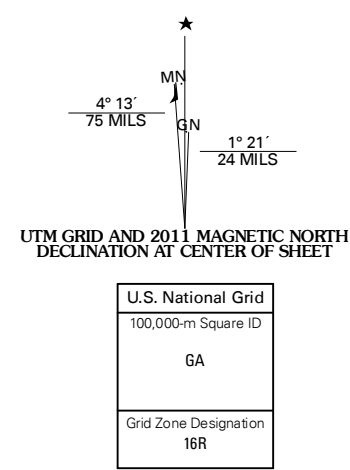 ★
MN
GN
4° 13´
75 MILS
1° 21´
24 MILS
UTM GRID AND 2011 MAGNETIC NORTH
DECLINATION AT CENTER OF SHEET
U.S. National Grid
100,000-m Square ID
GA
Grid Zone Designation
16R